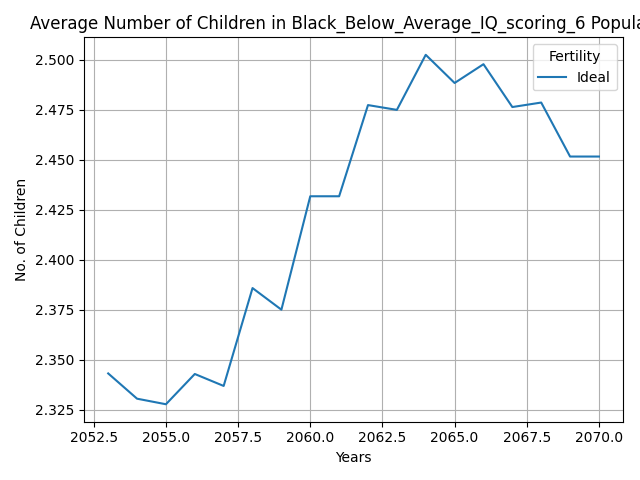 Average Number of Children in Black_Below_Average_IQ_scoring_6 Popula
Fertility
Ideal
No. of Children
2.500
2.475
2.450
2.425
2.400
2.375
2.350
2.325
2052.5 2055.0 2057.5 2060.0 2062.5 2065.0 2067.5 2070.0
Years